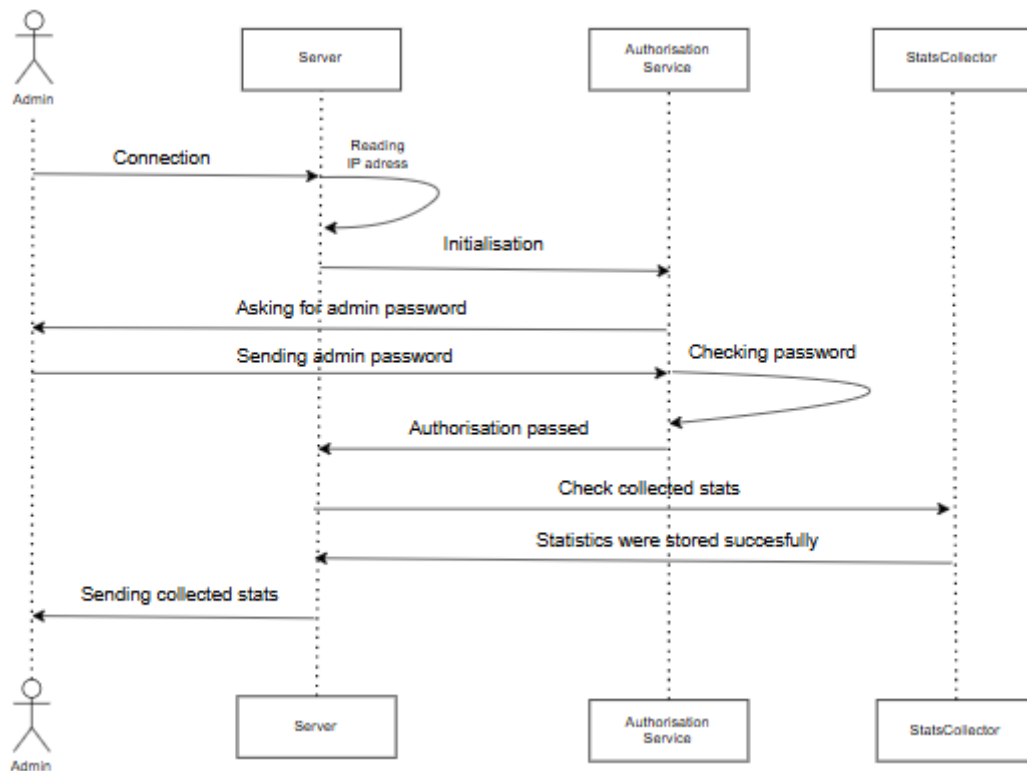 Admin
Server
Authorisation
Service
StatsCollector
Connection
Reading
IP adress
Initialisation
Asking for admin password
Sending admin password
Checking password
Authorisation passed
Check collected stats
Statistics were stored succesfully
Sending collected stats
Admin
Server
Authorisation
Service
StatsCollector